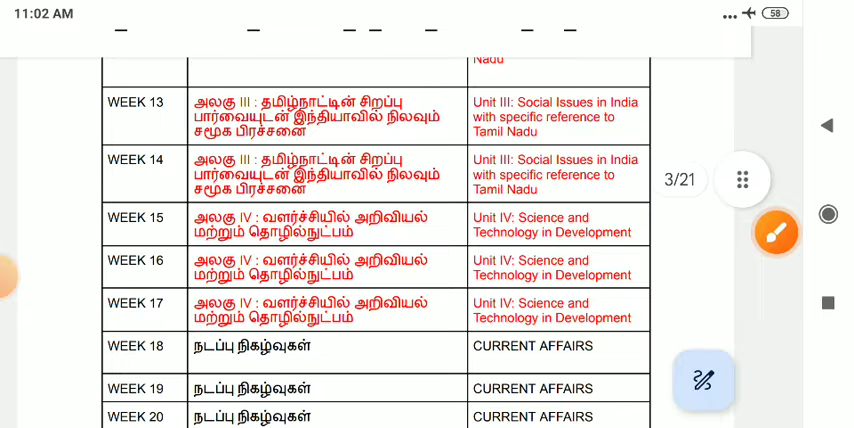 11:02 AM
58
Nadu
WEEK 13
அலகு III : தமிழ்நாட்டின் சிறப்பு
பார்வையுடன் இந்தியாவில் நிலவும்
சமூக பிரச்சனை
Unit III: Social Issues in India
with specific reference to
Tamil Nadu
WEEK 14
அலகு III : தமிழ்நாட்டின் சிறப்பு
பார்வையுடன் இந்தியாவில் நிலவும்
சமூக பிரச்சனை
Unit III: Social Issues in India
with specific reference to
Tamil Nadu
3/21
WEEK 15
அலகு IV : வளர்ச்சியில் அறிவியல்
மற்றும் தொழில்நுட்பம்
Unit IV: Science and
Technology in Development
WEEK 16
அலகு IV : வளர்ச்சியில் அறிவியல்
மற்றும் தொழில்நுட்பம்
Unit IV: Science and
Technology in Development
WEEK 17
அலகு IV : வளர்ச்சியில் அறிவியல்
மற்றும் தொழில்நுட்பம்
Unit IV: Science and
Technology in Development
WEEK 18
நடப்பு நிகழ்வுகள்
CURRENT AFFAIRS
WEEK 19
நடப்பு நிகழ்வுகள்
CURRENT AFFAIRS
WEEK 20
நடப்பு நிகழ்வுகள்
CURRENT AFFAIRS